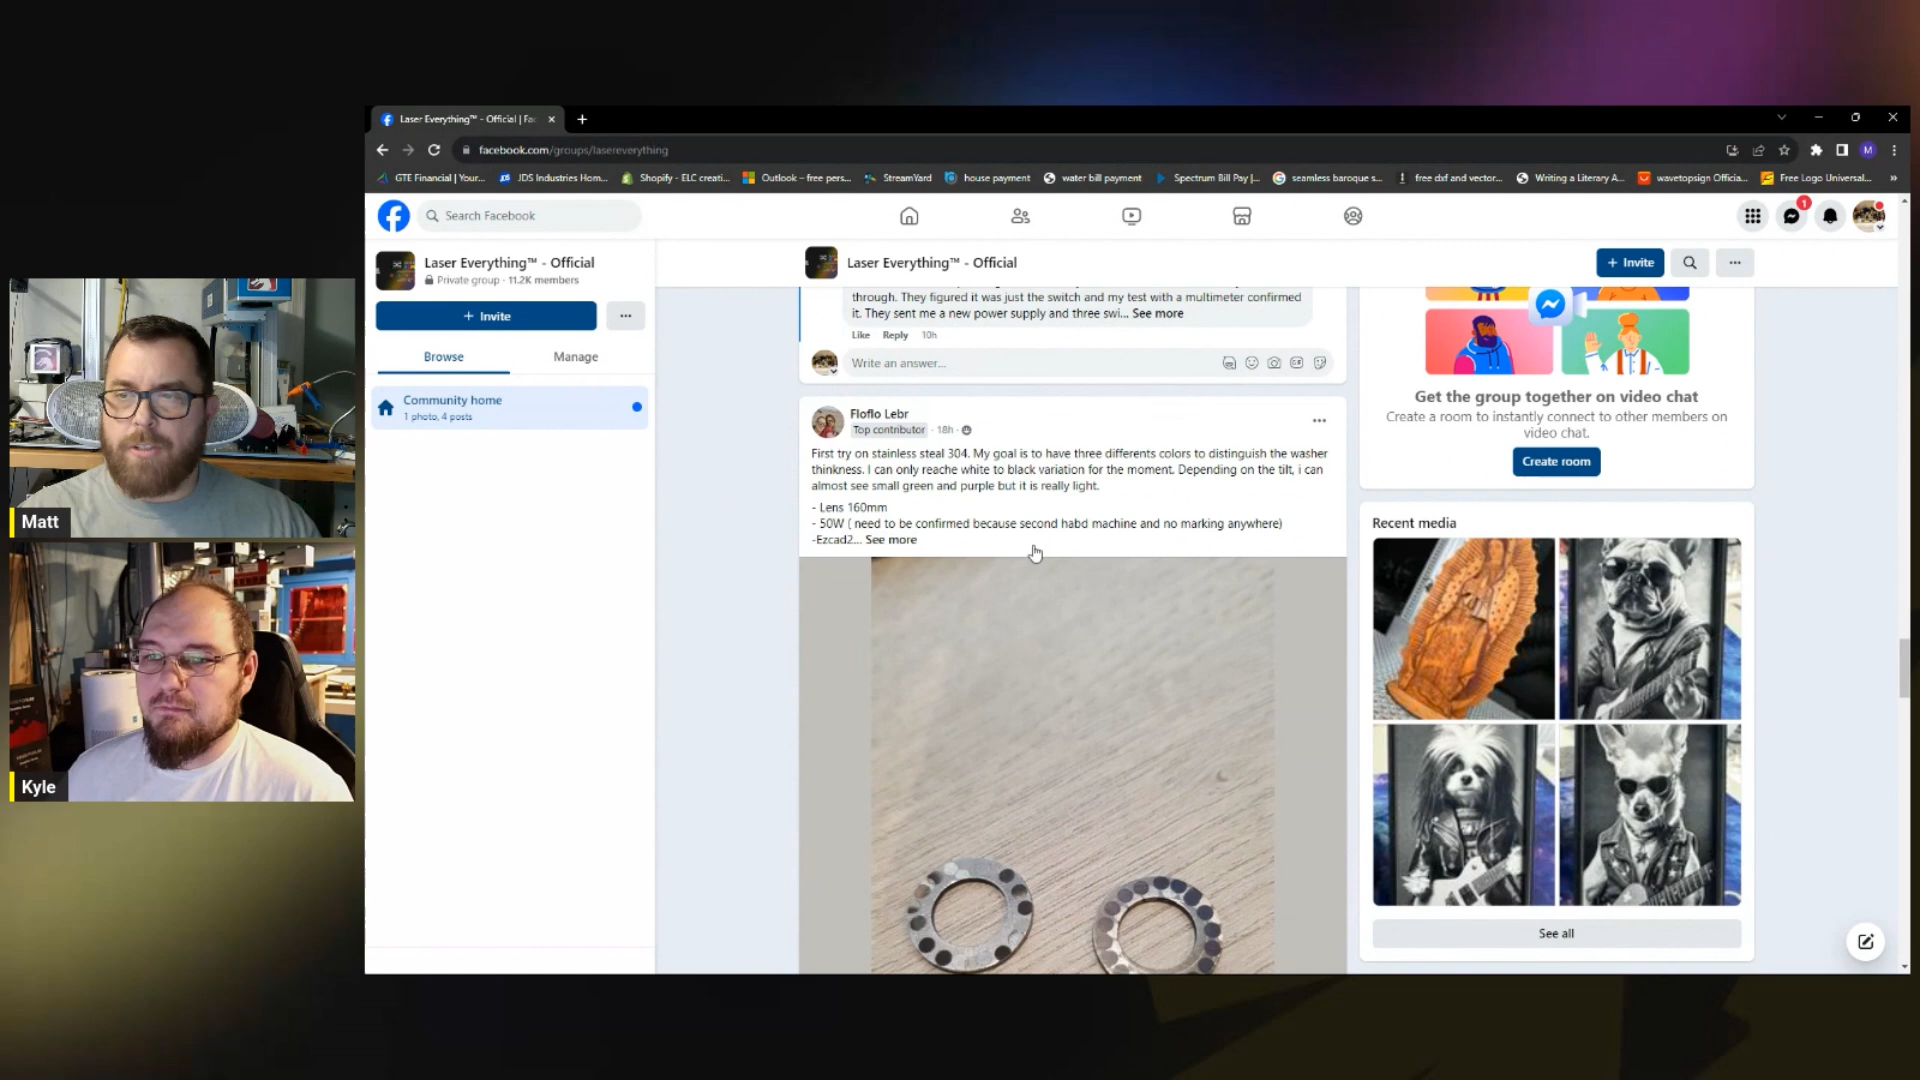 Laser Everything™ - Official | Fac
facebook.com/groups/lasereverything
GTE Financial | Your...
JDS Industries Hom...
Shopify - ELC creati...
Outlook – free pers...
StreamYard
house payment
water bill payment
Spectrum Bill Pay |...
seamless baroque s...
free dxf and vector...
Writing a Literary A...
wavetopsign Officia...
Free Logo Universal...
»
M
Search Facebook
1
Laser Everything™ - Official
Private group · 11.2K members
+ Invite
Browse
Manage
Community home
1 photo, 4 posts
Laser Everything™ - Official
+ Invite
through. They figured it was just the switch and my test with a multimeter confirmed
it. They sent me a new power supply and three swi... See more
Like Reply 10h
Write an answer...
Floflo Lebr
Top contributor · 18h ·
First try on stainless steal 304. My goal is to have three differents colors to distinguish the washer
thinkness. I can only reache white to black variation for the moment. Depending on the tilt, i can
almost see small green and purple but it is really light.
- Lens 160mm
- 50W ( need to be confirmed because second habd machine and no marking anywhere)
-Ezcad2... See more
Get the group together on video chat
Create a room to instantly connect to other members on
video chat.
Create room
Recent media
See all
Matt
Kyle